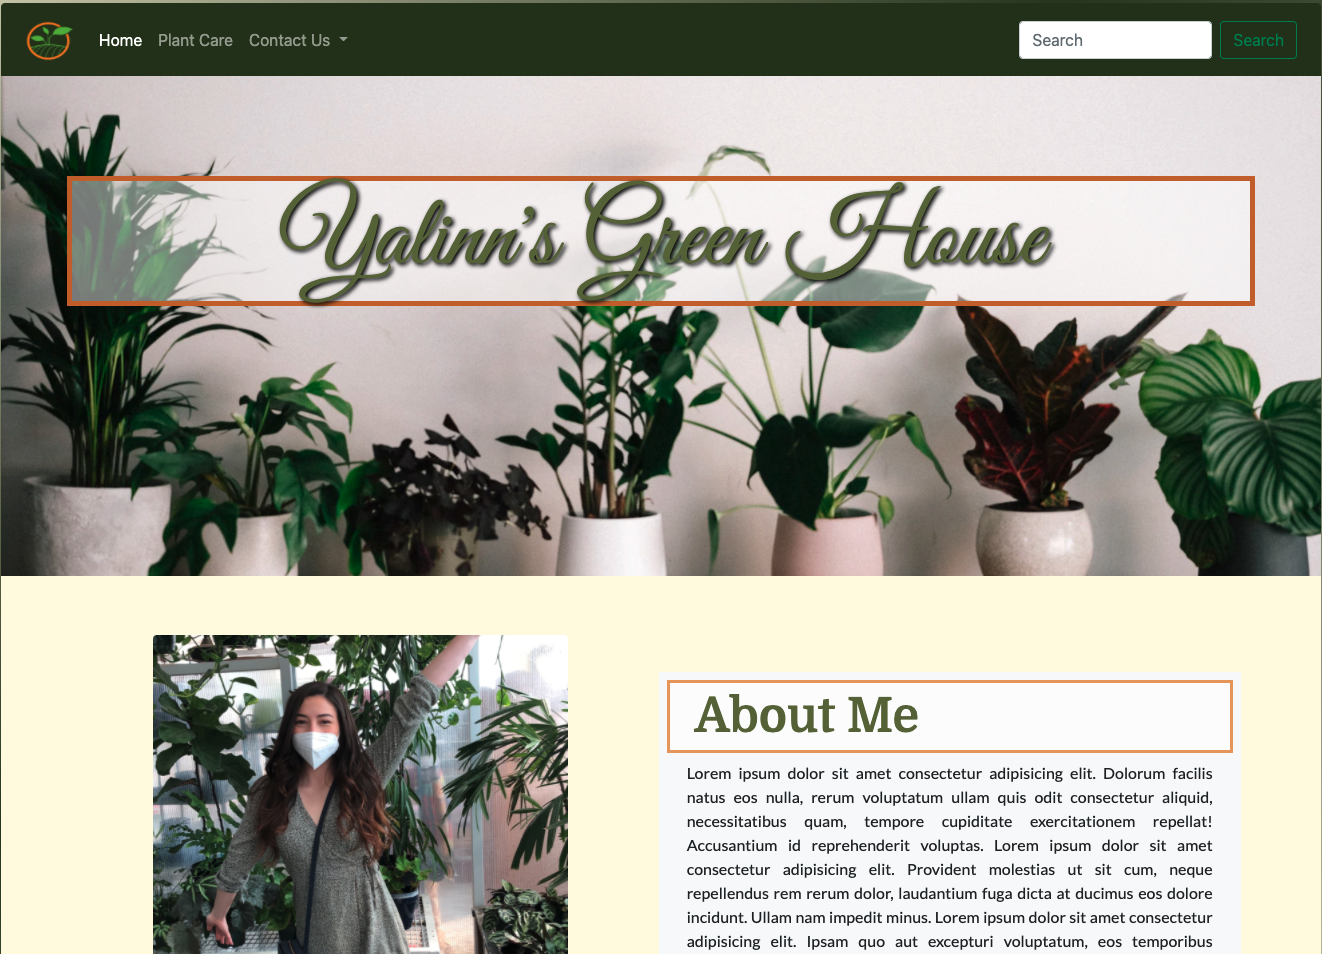 Home Plant Care Contact Us Search Search
Yalinn's Green House
About Me
Lorem ipsum dolor sit amet consectetur adipisicing elit. Dolorum facilis
natus eos nulla, rerum voluptatum ullam quis odit consectetur aliquid,
necessitatibus quam, tempore cupiditate exercitationem repellat!
Accusantium id reprehenderit voluptas. Lorem ipsum dolor sit amet
consectetur adipisicing elit. Provident molestias ut sit cum, neque
repellendus rem rerum dolor, laudantium fuga dicta at ducimus eos dolore
incidunt. Ullam nam impedit minus. Lorem ipsum dolor sit amet consectetur
adipisicing elit. Ipsam quo aut excepturi voluptatum, eos temporibus